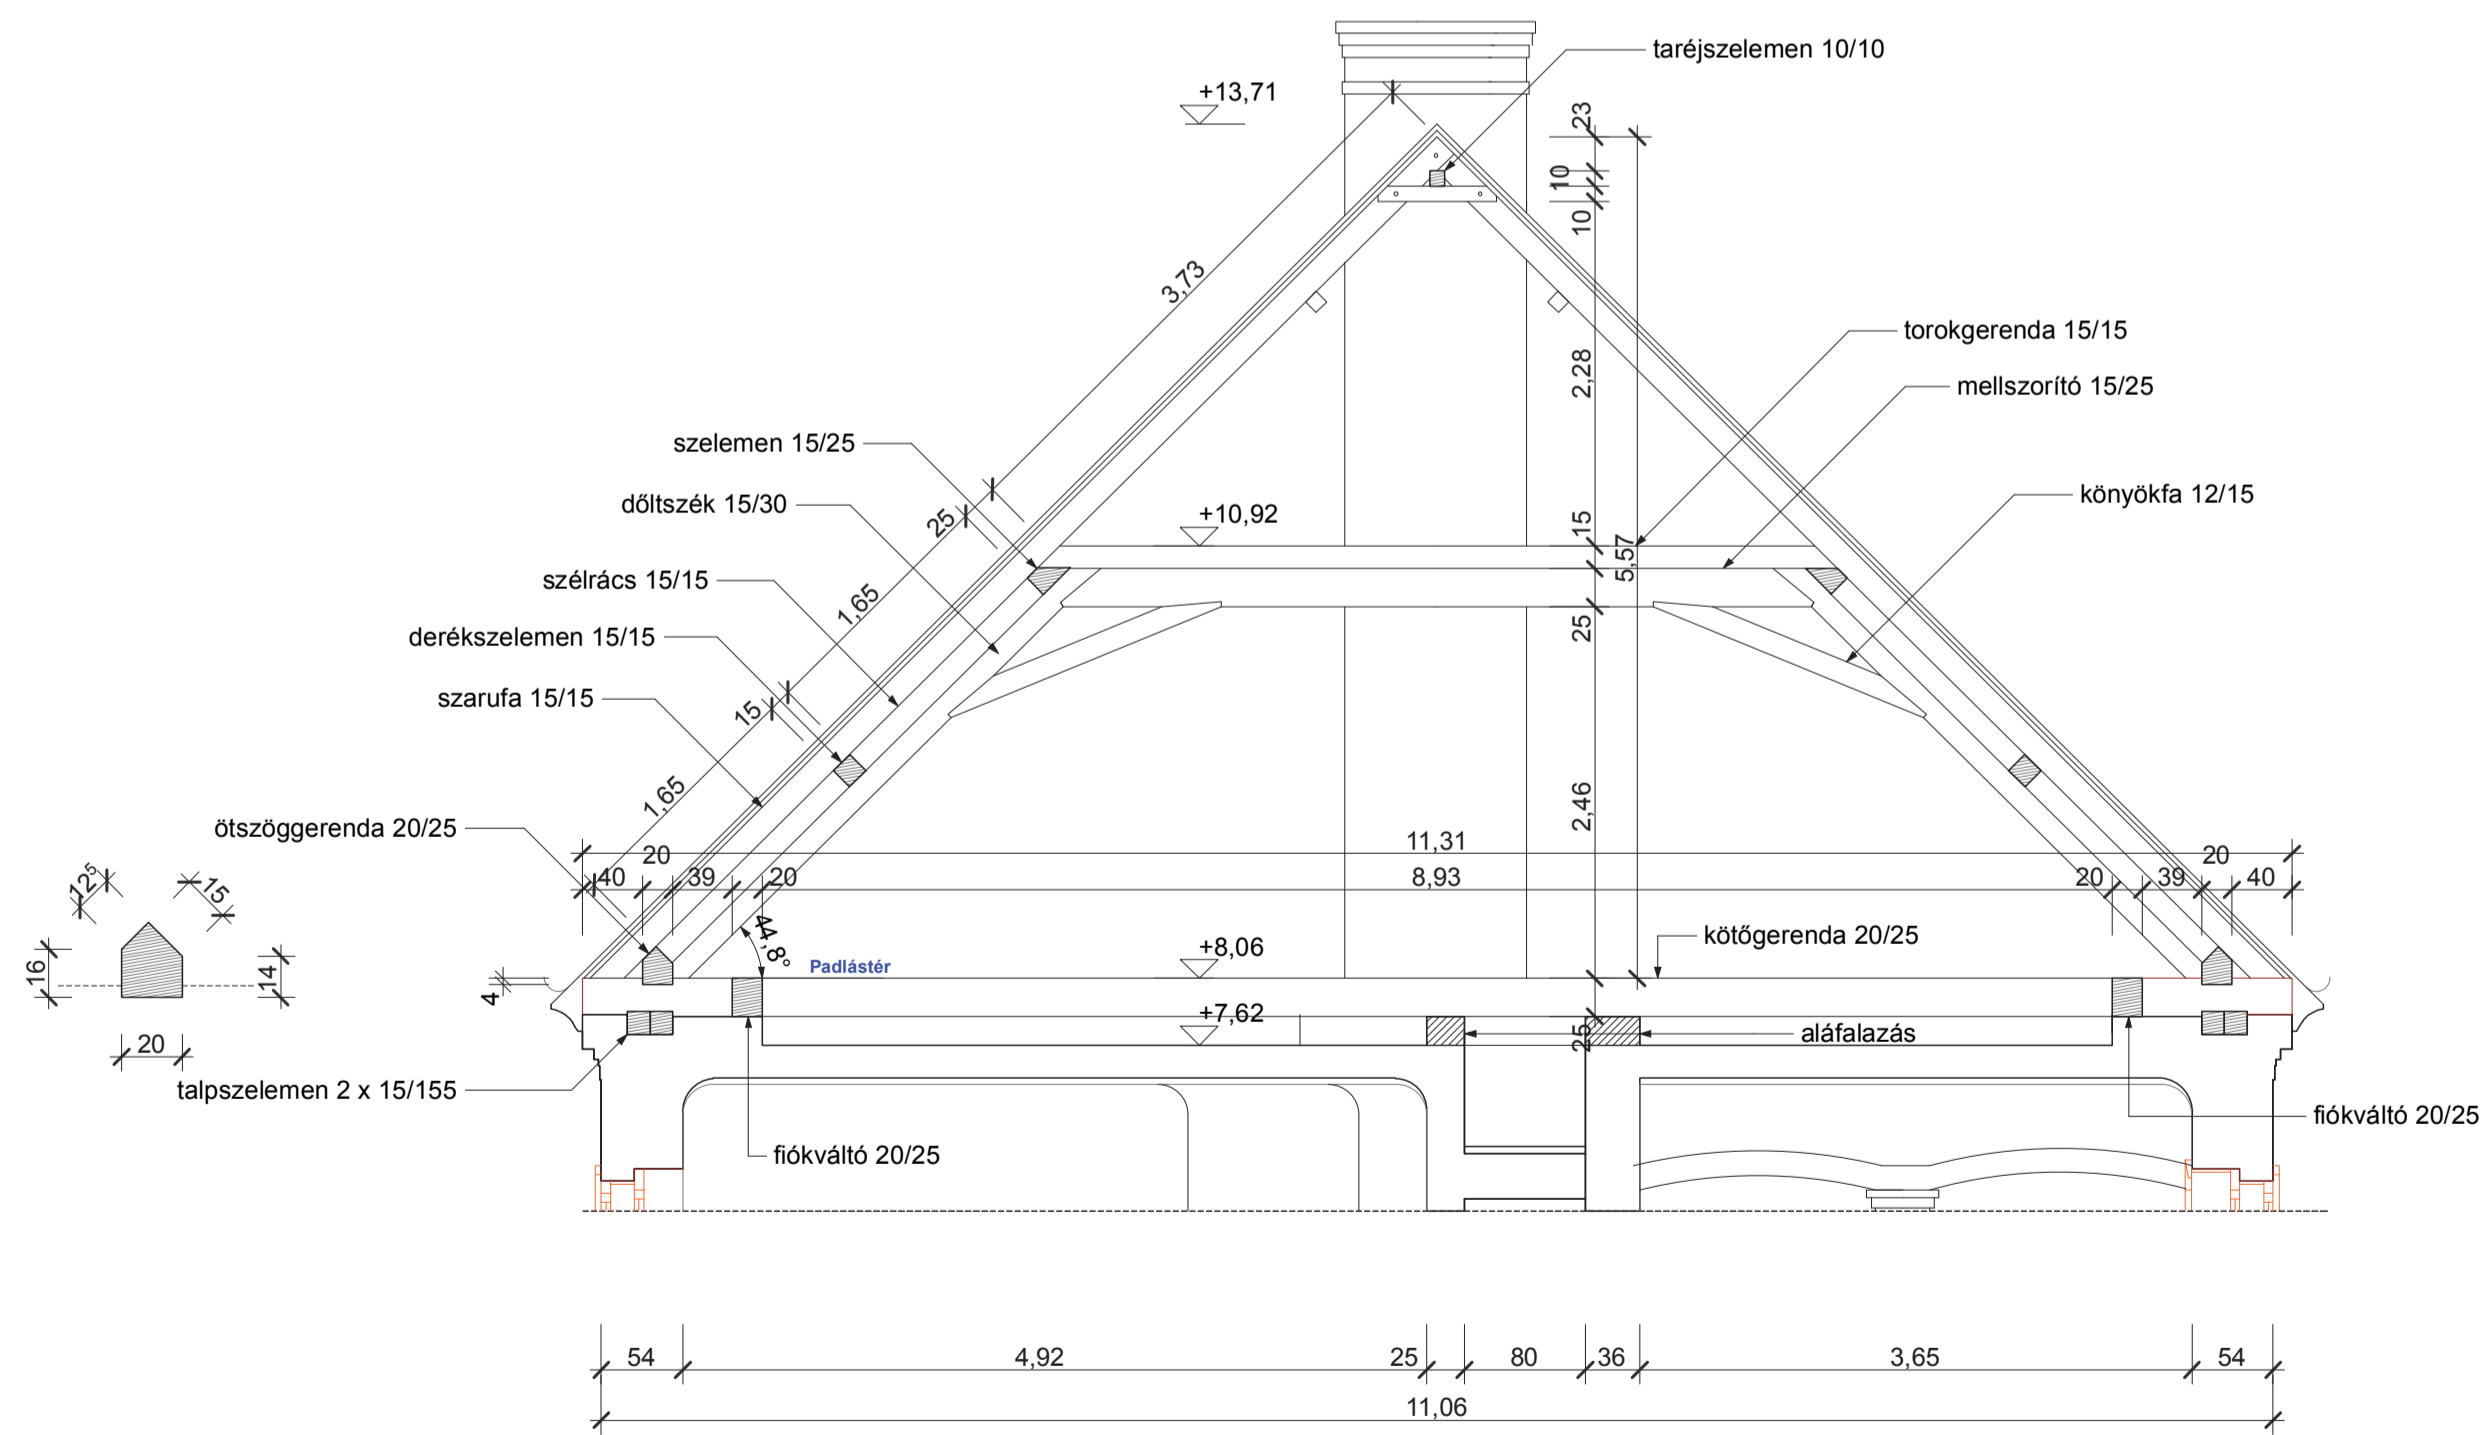 taréjszelemen 10/10
+13,71
23
10
10
3,73
torokgerenda 15/15
2,28
mellszorító 15/25
szelemen 15/25
könyökfa 12/15
dőltszék 15/30
+10,92
15
25
5,57
szélrács 15/15
1,65
25
derékszelemen 15/15
szarufa 15/15
15
1,65
2,46
ötszöggerenda 20/25
11,31
20
20
12⁵
15
40
39
20
8,93
20
39
40
44,8°
kötőgerenda 20/25
+8,06
Padlástér
16
14
4
+7,62
25
aláfalazás
20
talpszelemen 2 x 15/155
fiókváltó 20/25
fiókváltó 20/25
54
4,92
25
80
36
3,65
54
11,06